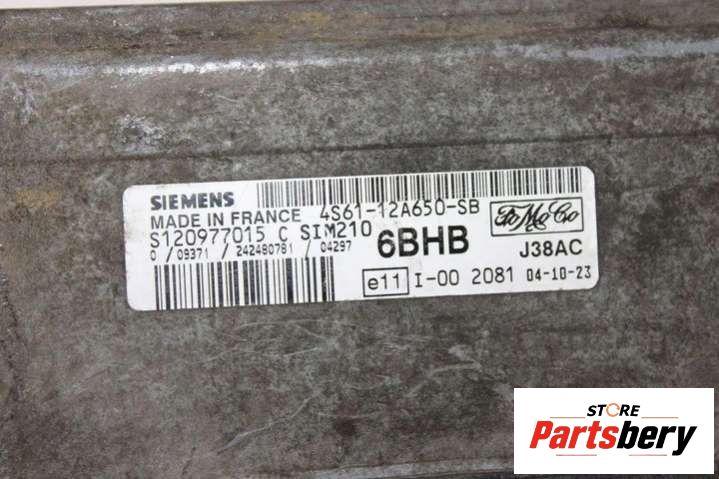 SIEMENS
MADE IN FRANCE 4S61-12A650-SB
S120977015 C SIM210
0 / 09371 / 242480781 / 04297
6BHB
FoMoCo
J38AC
e11 I-00 2081 04-10-23
STORE
Partsbery